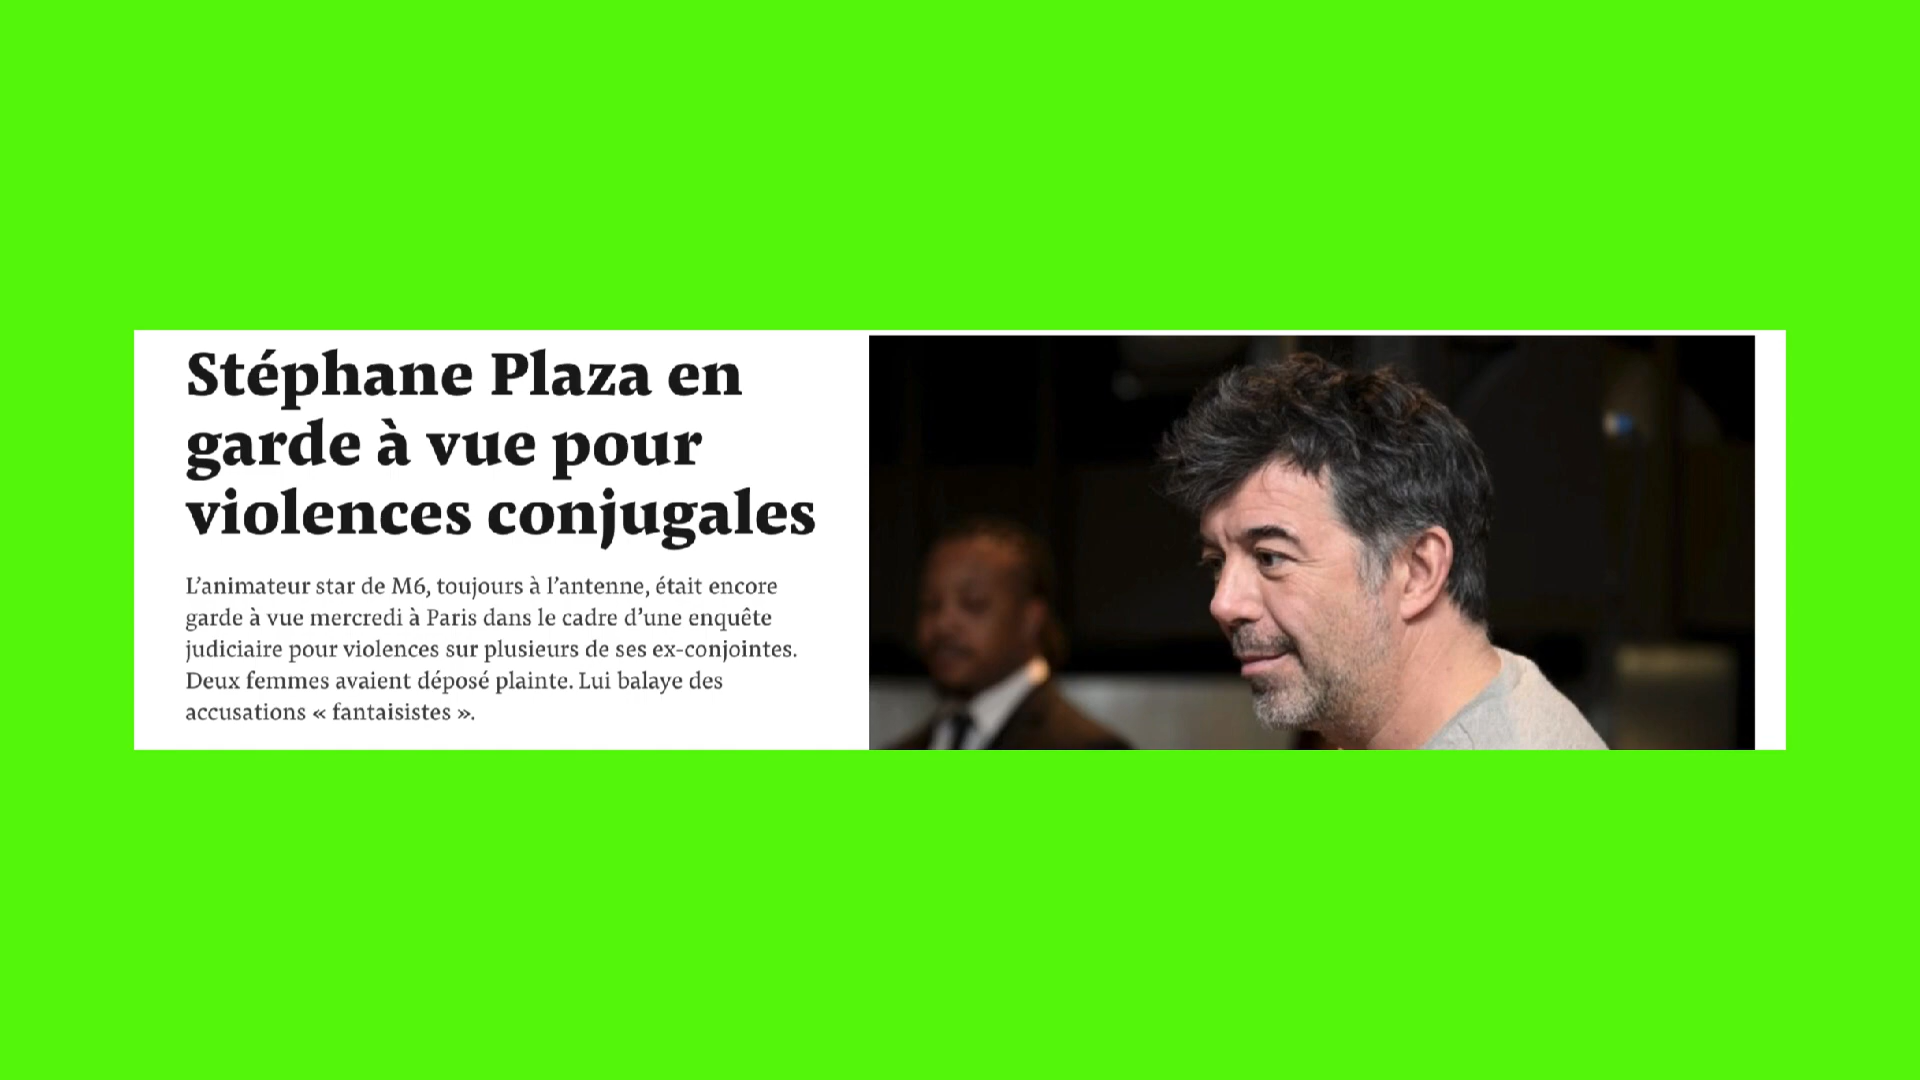 Stéphane Plaza en
garde à vue pour
violences conjugales
L’animateur star de M6, toujours à l’antenne, était encore
garde à vue mercredi à Paris dans le cadre d’une enquête
judiciaire pour violences sur plusieurs de ses ex-conjointes.
Deux femmes avaient déposé plainte. Lui balaye des
accusations « fantaisistes ».